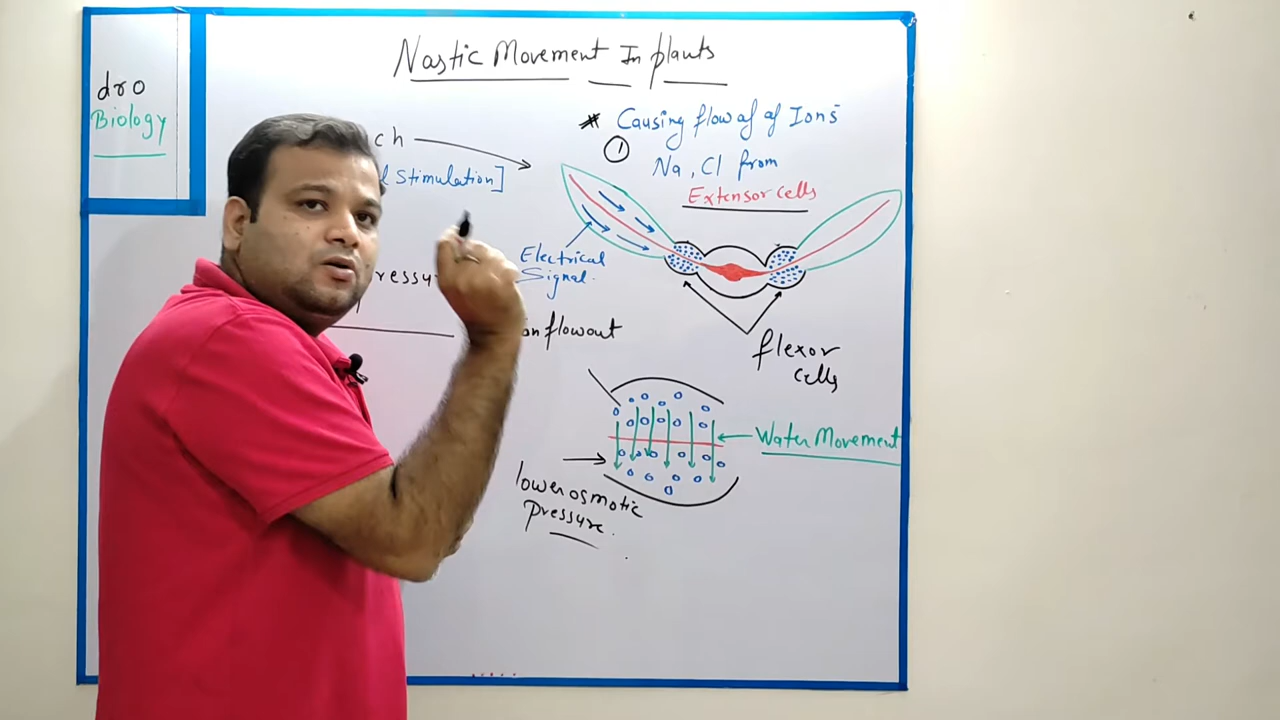 Nastic Movement In plants
dro
Biology
ch
Stimulation]
ressu
* Causing flow of of Ions
①
Na, Cl from
Extensor cells
Electrical
Signal.
flowout
flexor
cells
Water Movement
lower osmotic
Pressure.